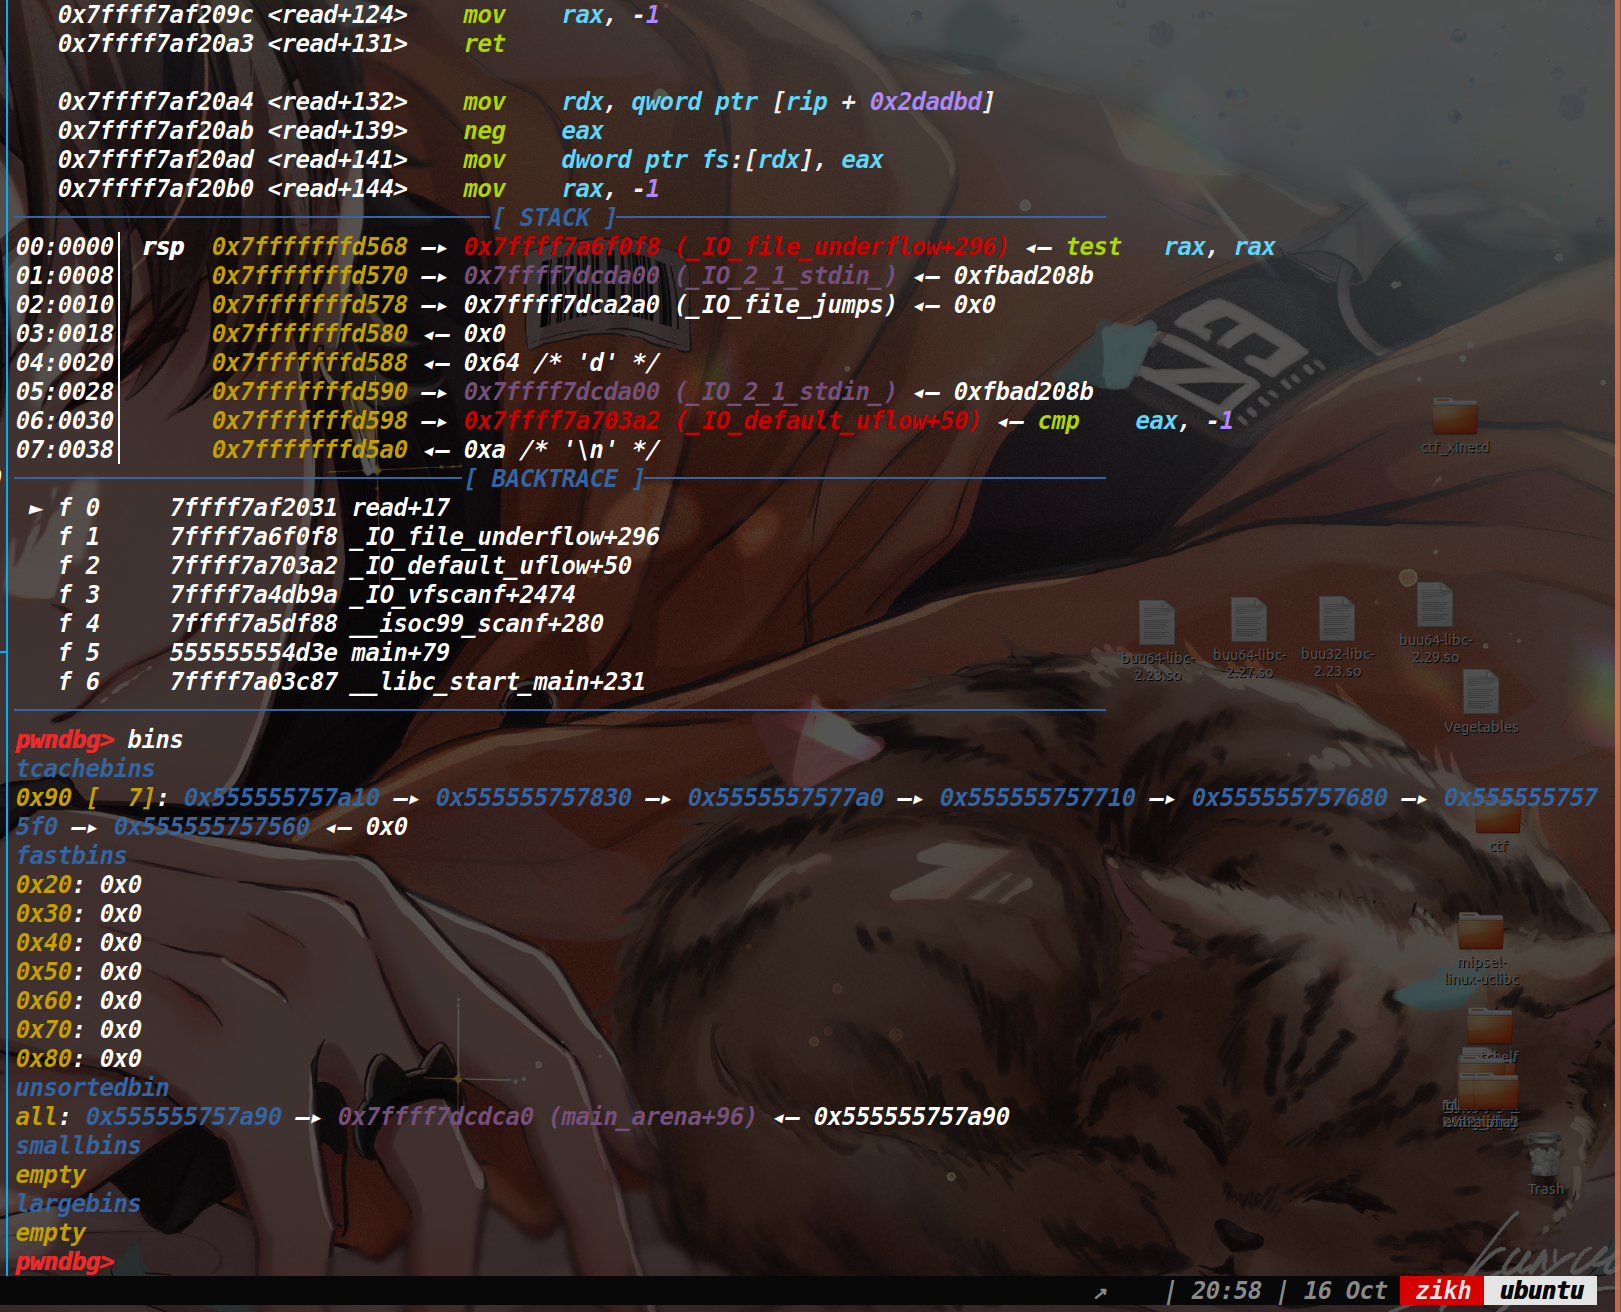 0x7ffff7af209c <read+124>    mov    rax, -1
0x7ffff7af20a3 <read+131>    ret
0x7ffff7af20a4 <read+132>    mov    rdx, qword ptr [rip + 0x2dadbd]
0x7ffff7af20ab <read+139>    neg    eax
0x7ffff7af20ad <read+141>    mov    dword ptr fs:[rdx], eax
0x7ffff7af20b0 <read+144>    mov    rax, -1
[ STACK ]
00:0000│ rsp  0x7fffffffd568 —▸ 0x7ffff7a6f0f8 (_IO_file_underflow+296) ◂— test   rax, rax
01:0008│      0x7fffffffd570 —▸ 0x7ffff7dcda00 (_IO_2_1_stdin_) ◂— 0xfbad208b
02:0010│      0x7fffffffd578 —▸ 0x7ffff7dca2a0 (_IO_file_jumps) ◂— 0x0
03:0018│      0x7fffffffd580 ◂— 0x0
04:0020│      0x7fffffffd588 ◂— 0x64 /* 'd' */
05:0028│      0x7fffffffd590 —▸ 0x7ffff7dcda00 (_IO_2_1_stdin_) ◂— 0xfbad208b
06:0030│      0x7fffffffd598 —▸ 0x7ffff7a703a2 (_IO_default_uflow+50) ◂— cmp    eax, -1
07:0038│      0x7fffffffd5a0 ◂— 0xa /* '\n' */
[ BACKTRACE ]
► f 0     7ffff7af2031 read+17
f 1     7ffff7a6f0f8 _IO_file_underflow+296
f 2     7ffff7a703a2 _IO_default_uflow+50
f 3     7ffff7a4db9a _IO_vfscanf+2474
f 4     7ffff7a5df88 __isoc99_scanf+280
f 5     555555554d3e main+79
f 6     7ffff7a03c87 __libc_start_main+231
pwndbg> bins
tcachebins
0x90 [  7]: 0x555555757a10 —▸ 0x555555757830 —▸ 0x5555557577a0 —▸ 0x555555757710 —▸ 0x555555757680 —▸ 0x555555757
5f0 —▸ 0x555555757560 ◂— 0x0
fastbins
0x20: 0x0
0x30: 0x0
0x40: 0x0
0x50: 0x0
0x60: 0x0
0x70: 0x0
0x80: 0x0
unsortedbin
all: 0x555555757a90 —▸ 0x7ffff7dcdca0 (main_arena+96) ◂— 0x555555757a90
smallbins
empty
largebins
empty
pwndbg>
ctf_xinetd
buu64-libc-
2.23.so
buu64-libc-
2.27.so
buu32-libc-
2.23.so
buu64-libc-
2.29.so
Vegetables
ctf
mipsel-
linux-uclibc
Trash
↗ | 20:58 | 16 Oct zikh ubuntu